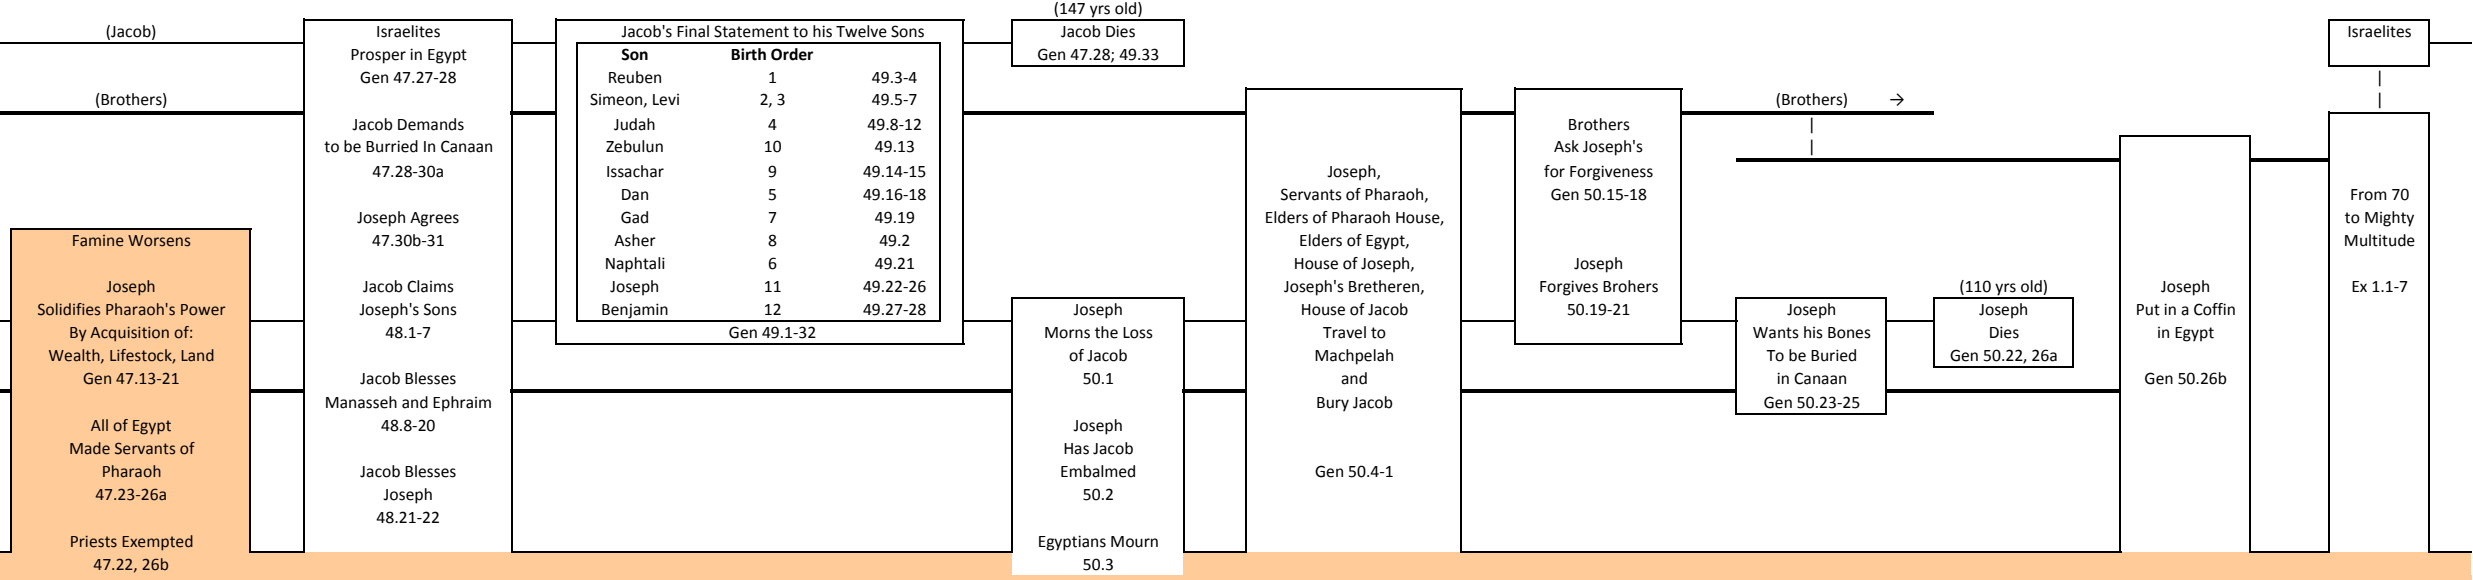 (Jacob)
(Brothers)
Famine Worsens
Joseph
Solidifies Pharaoh's Power
By Acquisition of:
Wealth, Lifestock, Land
Gen 47.13-21
All of Egypt
Made Servants of
Pharaoh
47.23-26a
Priests Exempted
47.22, 26b
Israelites
Prosper in Egypt
Gen 47.27-28
Jacob Demands
to be Burried In Canaan
47.28-30a
Joseph Agrees
47.30b-31
Jacob Claims
Joseph's Sons
48.1-7
Jacob Blesses
Manasseh and Ephraim
48.8-20
Jacob Blesses
Joseph
48.21-22
Jacob's Final Statement to his Twelve Sons
Son Birth Order
Reuben 1 49.3-4
Simeon, Levi 2, 3 49.5-7
Judah 4 49.8-12
Zebulun 10 49.13
Issachar 9 49.14-15
Dan 5 49.16-18
Gad 7 49.19
Asher 8 49.2
Naphtali 6 49.21
Joseph 11 49.22-26
Benjamin 12 49.27-28
Gen 49.1-32
(147 yrs old)
Jacob Dies
Gen 47.28; 49.33
Joseph
Morns the Loss
of Jacob
50.1
Joseph
Has Jacob
Embalmed
50.2
Egyptians Mourn
50.3
Joseph,
Servants of Pharaoh,
Elders of Pharaoh House,
Elders of Egypt,
House of Joseph,
Joseph's Bretheren,
House of Jacob
Travel to
Machpelah
and
Bury Jacob
Gen 50.4-1
Brothers
Ask Joseph's
for Forgiveness
Gen 50.15-18
Joseph
Forgives Brohers
50.19-21
(Brothers) →
Joseph
Wants his Bones
To be Buried
in Canaan
Gen 50.23-25
(110 yrs old)
Joseph
Dies
Gen 50.22, 26a
Joseph
Put in a Coffin
in Egypt
Gen 50.26b
Israelites
From 70
to Mighty
Multitude
Ex 1.1-7